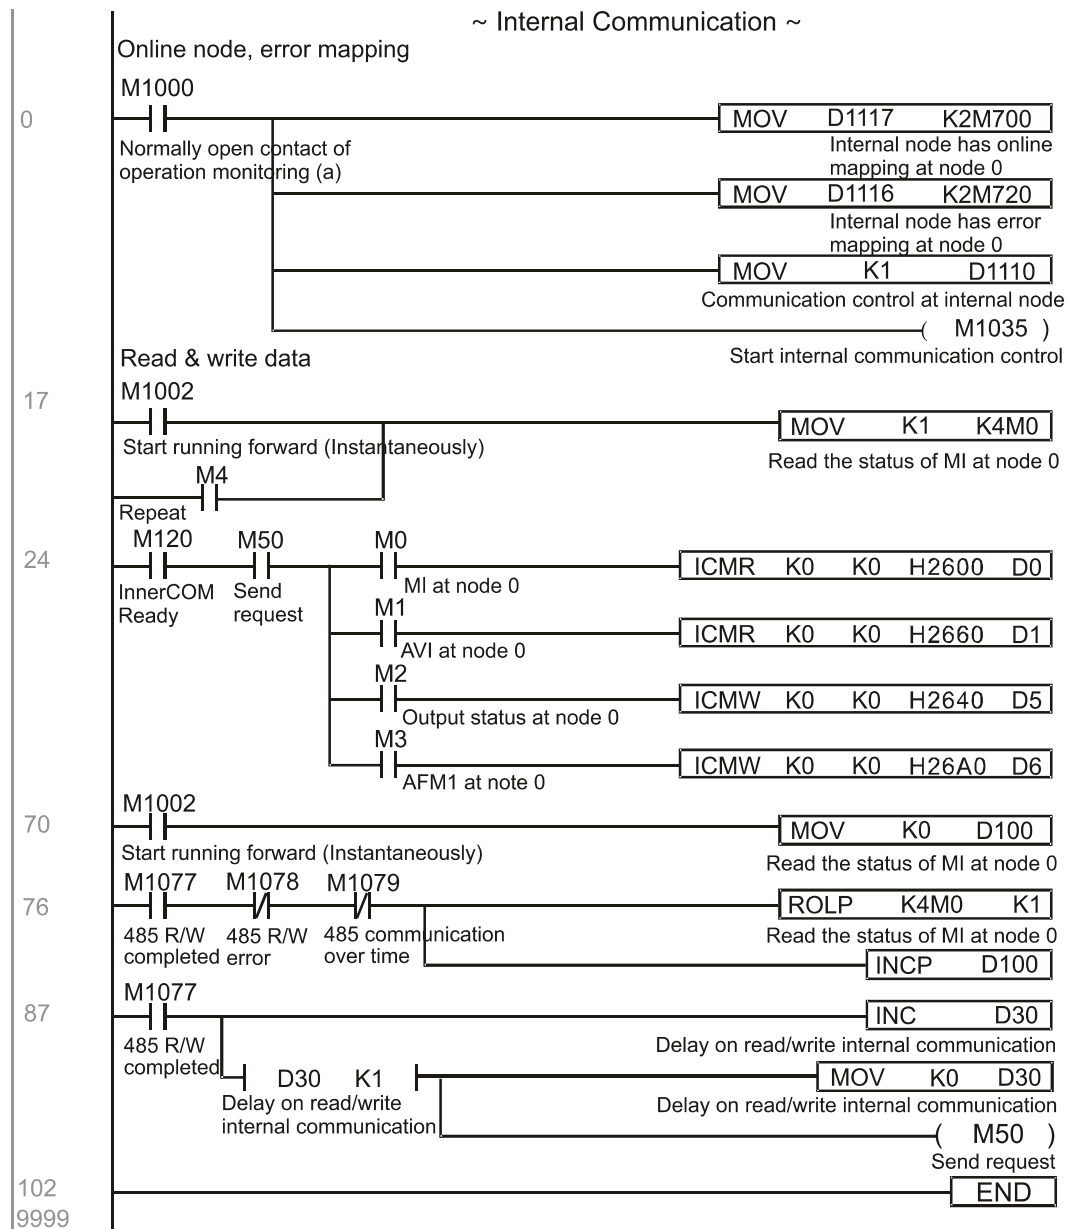 ~ Internal Communication ~
Online node, error mapping
M1000
0
MOV D1117 K2M700
Normally open contact of
operation monitoring (a)
Internal node has online
mapping at node 0
MOV D1116 K2M720
Internal node has error
mapping at node 0
MOV K1 D1110
Communication control at internal node
( M1035 )
Start internal communication control
Read & write data
M1002
17
MOV K1 K4M0
Start running forward (Instantaneously)
Read the status of MI at node 0
M4
Repeat
M120 M50 M0
24
ICMR K0 K0 H2600 D0
InnerCOM
Ready
Send
request
MI at node 0
M1
ICMR K0 K0 H2660 D1
AVI at node 0
M2
ICMW K0 K0 H2640 D5
Output status at node 0
M3
ICMW K0 K0 H26A0 D6
AFM1 at note 0
M1002
70
MOV K0 D100
Start running forward (Instantaneously)
Read the status of MI at node 0
M1077 M1078 M1079
76
ROLP K4M0 K1
485 R/W
completed
485 R/W
error
485 communication
over time
Read the status of MI at node 0
INCP D100
M1077
87
INC D30
485 R/W
completed
Delay on read/write internal communication
D30 K1
MOV K0 D30
Delay on read/write
internal communication
Delay on read/write internal communication
( M50 )
Send request
102
END
9999